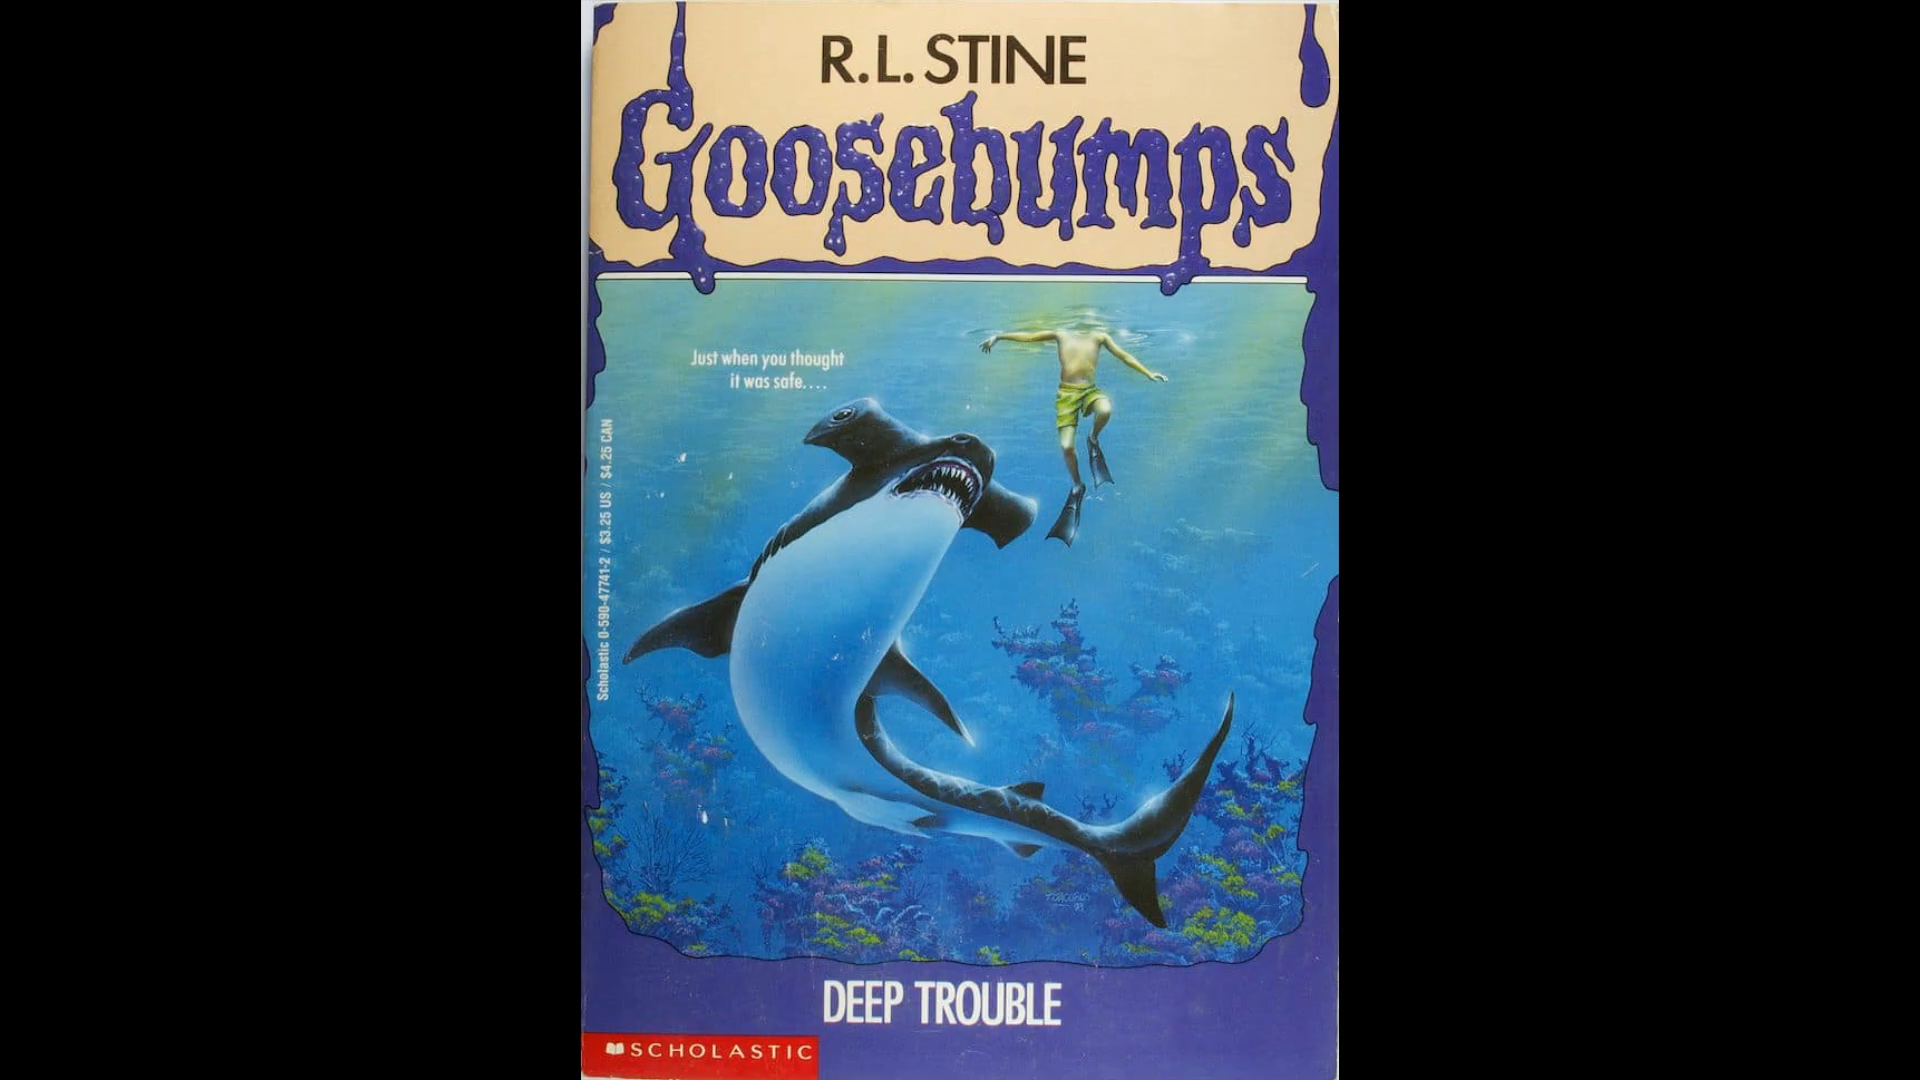 R.L. STINE
Goosebumps
Just when you thought
it was safe....
Scholastic 0-590-47741-2 / $3.25 US / $4.25 CAN
DEEP TROUBLE
SCHOLASTIC